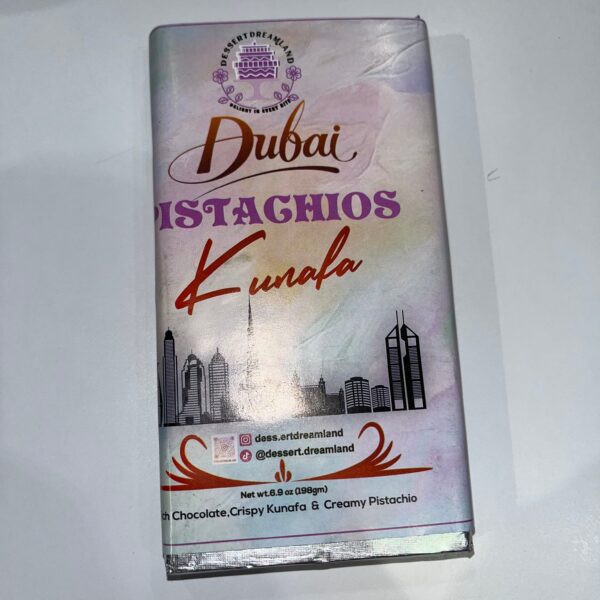 DESSERT DREAMLAND
DELIGHT IN EVERY BITE
Dubai
PISTACHIOS
Kunafa
dess.ertdreamland
@dessert.dreamland
Net wt.6.9 oz (198gm)
Chocolate,Crispy Kunafa & Creamy Pistachio